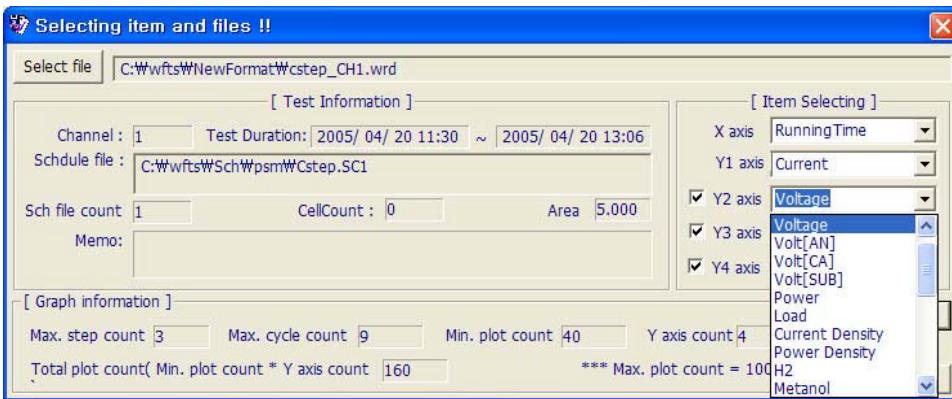 Selecting item and files !!
Select file C:₩wfts₩NewFormat₩cstep_CH1.wrd
[ Test Information ]
Channel : 1 Test Duration: 2005/ 04/ 20 11:30 ~ 2005/ 04/ 20 13:06
Schdule file : C:₩wfts₩Sch₩psm₩Cstep.SC1
Sch file count 1 CellCount : 0 Area 5.000
Memo:
[ Item Selecting ]
X axis RunningTime
Y1 axis Current
Y2 axis Voltage
Y3 axis
Y4 axis
Voltage
Volt[AN]
Volt[CA]
Volt[SUB]
Power
Load
Current Density
Power Density
H2
Metanol
[ Graph information ]
Max. step count 3 Max. cycle count 9 Min. plot count 40 Y axis count 4
Total plot count( Min. plot count * Y axis count 160 *** Max. plot count = 100